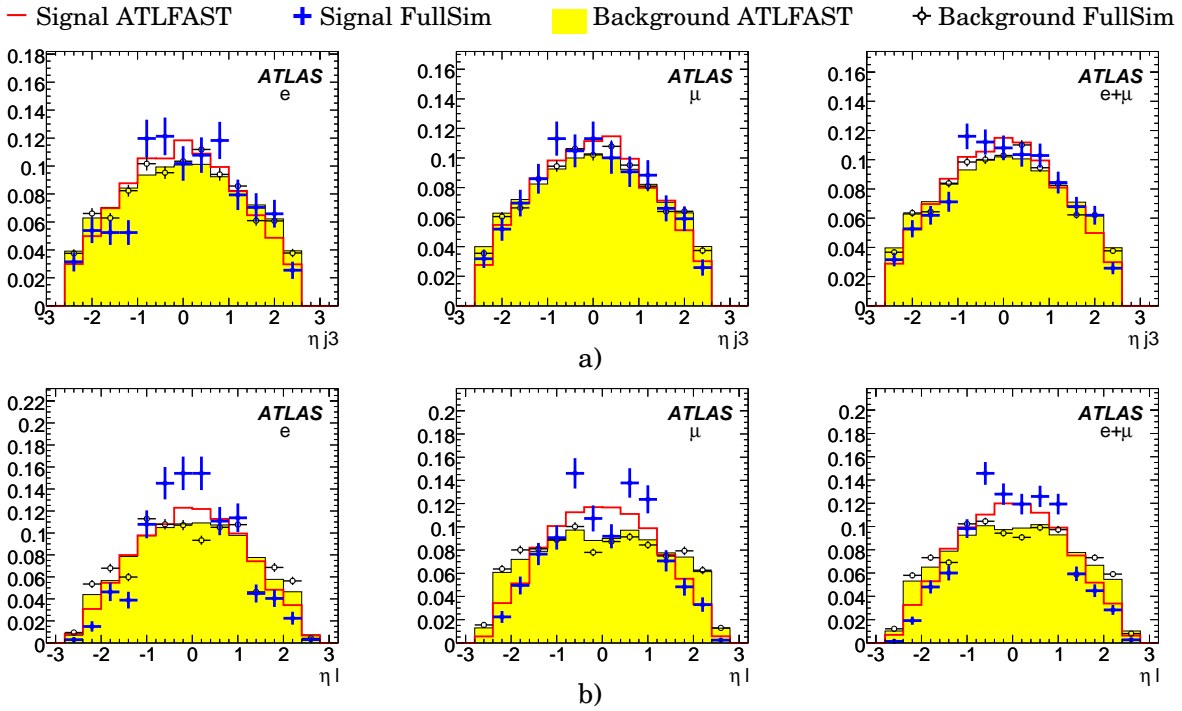 Signal ATLFAST Signal FullSim Background ATLFAST Background FullSim
0.18 0.16 0.14 0.12 0.1 0.08 0.06 0.04 0.02 0
ATLAS
e
-3 -2 -1 0 1 2 3
η j3
0.16 0.14 0.12 0.1 0.08 0.06 0.04 0.02 0
ATLAS
μ
-3 -2 -1 0 1 2 3
η j3
0.16 0.14 0.12 0.1 0.08 0.06 0.04 0.02 0
ATLAS
e+μ
-3 -2 -1 0 1 2 3
η j3
a)
0.22 0.2 0.18 0.16 0.14 0.12 0.1 0.08 0.06 0.04 0.02 0
ATLAS
e
-3 -2 -1 0 1 2 3
η l
0.2 0.18 0.16 0.14 0.12 0.1 0.08 0.06 0.04 0.02 0
ATLAS
μ
-3 -2 -1 0 1 2 3
η l
0.2 0.18 0.16 0.14 0.12 0.1 0.08 0.06 0.04 0.02 0
ATLAS
e+μ
-3 -2 -1 0 1 2 3
η l
b)